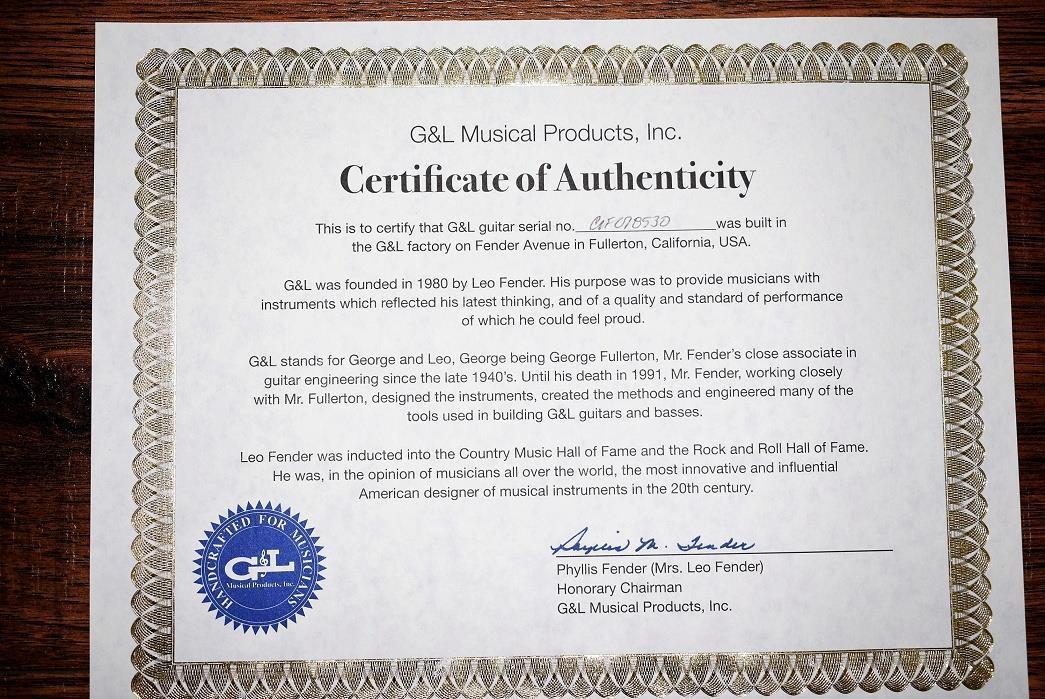 G&L Musical Products, Inc.
Certificate of Authenticity
This is to certify that G&L guitar serial no. was built in
the G&L factory on Fender Avenue in Fullerton, California, USA.
G&L was founded in 1980 by Leo Fender. His purpose was to provide musicians with
instruments which reflected his latest thinking, and of a quality and standard of performance
of which he could feel proud.
G&L stands for George and Leo, George being George Fullerton, Mr. Fender's close associate in
guitar engineering since the late 1940's. Until his death in 1991, Mr. Fender, working closely
with Mr. Fullerton, designed the instruments, created the methods and engineered many of the
tools used in building G&L guitars and basses.
Leo Fender was inducted into the Country Music Hall of Fame and the Rock and Roll Hall of Fame.
He was, in the opinion of musicians all over the world, the most innovative and influential
American designer of musical instruments in the 20th century.
HANDCRAFTED FOR MUSICIANS
G&L
Musical Products, Inc.
Phyllis M. Fender
Phyllis Fender (Mrs. Leo Fender)
Honorary Chairman
G&L Musical Products, Inc.